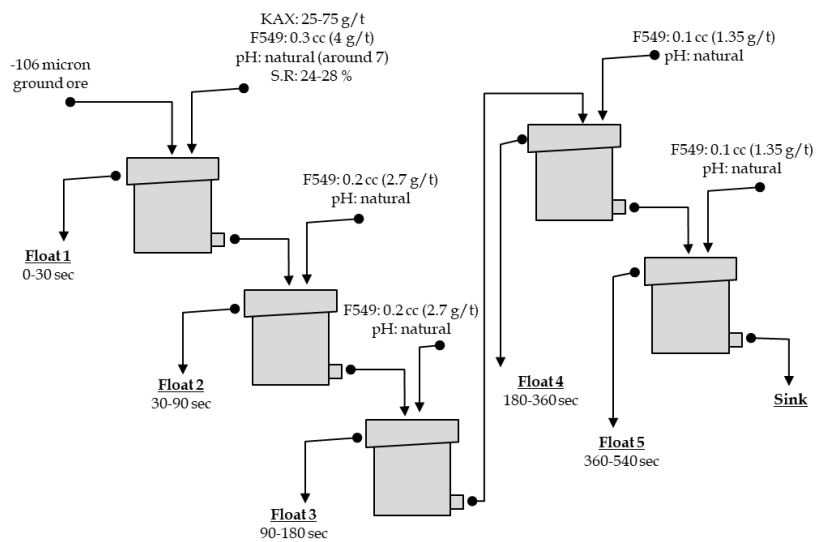 KAX: 25-75 g/t
F549: 0.3 cc (4 g/t)
pH: natural (around 7)
S.R: 24-28 %
-106 micron
ground ore
Float 1
0-30 sec
F549: 0.2 cc (2.7 g/t)
pH: natural
Float 2
30-90 sec
F549: 0.2 cc (2.7 g/t)
pH: natural
Float 3
90-180 sec
F549: 0.1 cc (1.35 g/t)
pH: natural
Float 4
180-360 sec
F549: 0.1 cc (1.35 g/t)
pH: natural
Float 5
360-540 sec
Sink